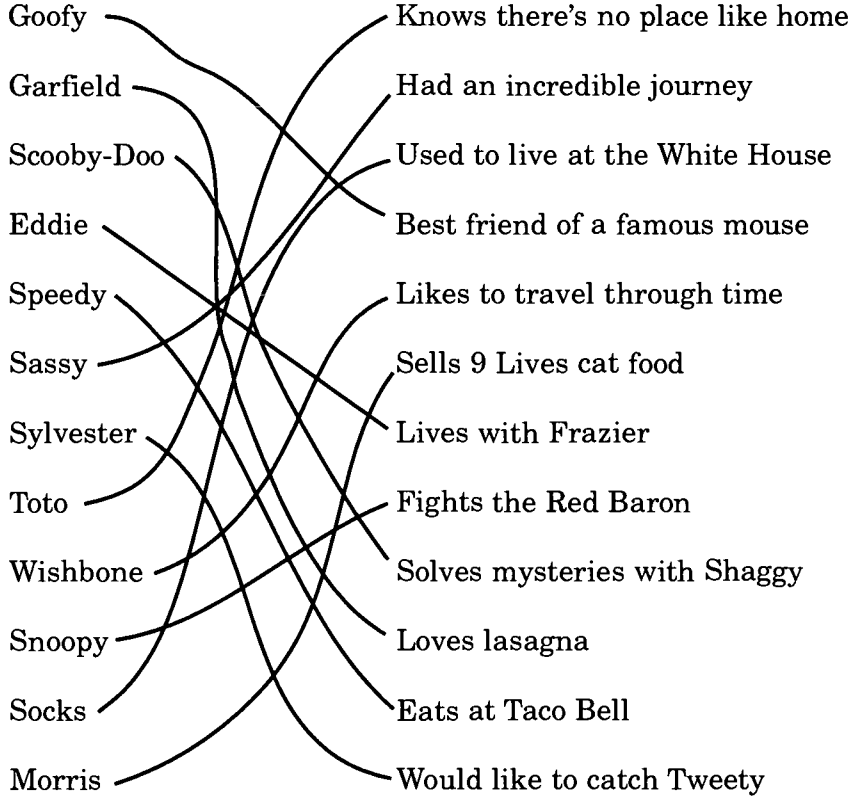 Goofy Knows there's no place like home
Garfield Had an incredible journey
Scooby-Doo Used to live at the White House
Eddie Best friend of a famous mouse
Speedy Likes to travel through time
Sassy Sells 9 Lives cat food
Sylvester Lives with Frazier
Toto Fights the Red Baron
Wishbone Solves mysteries with Shaggy
Snoopy Loves lasagna
Socks Eats at Taco Bell
Morris Would like to catch Tweety